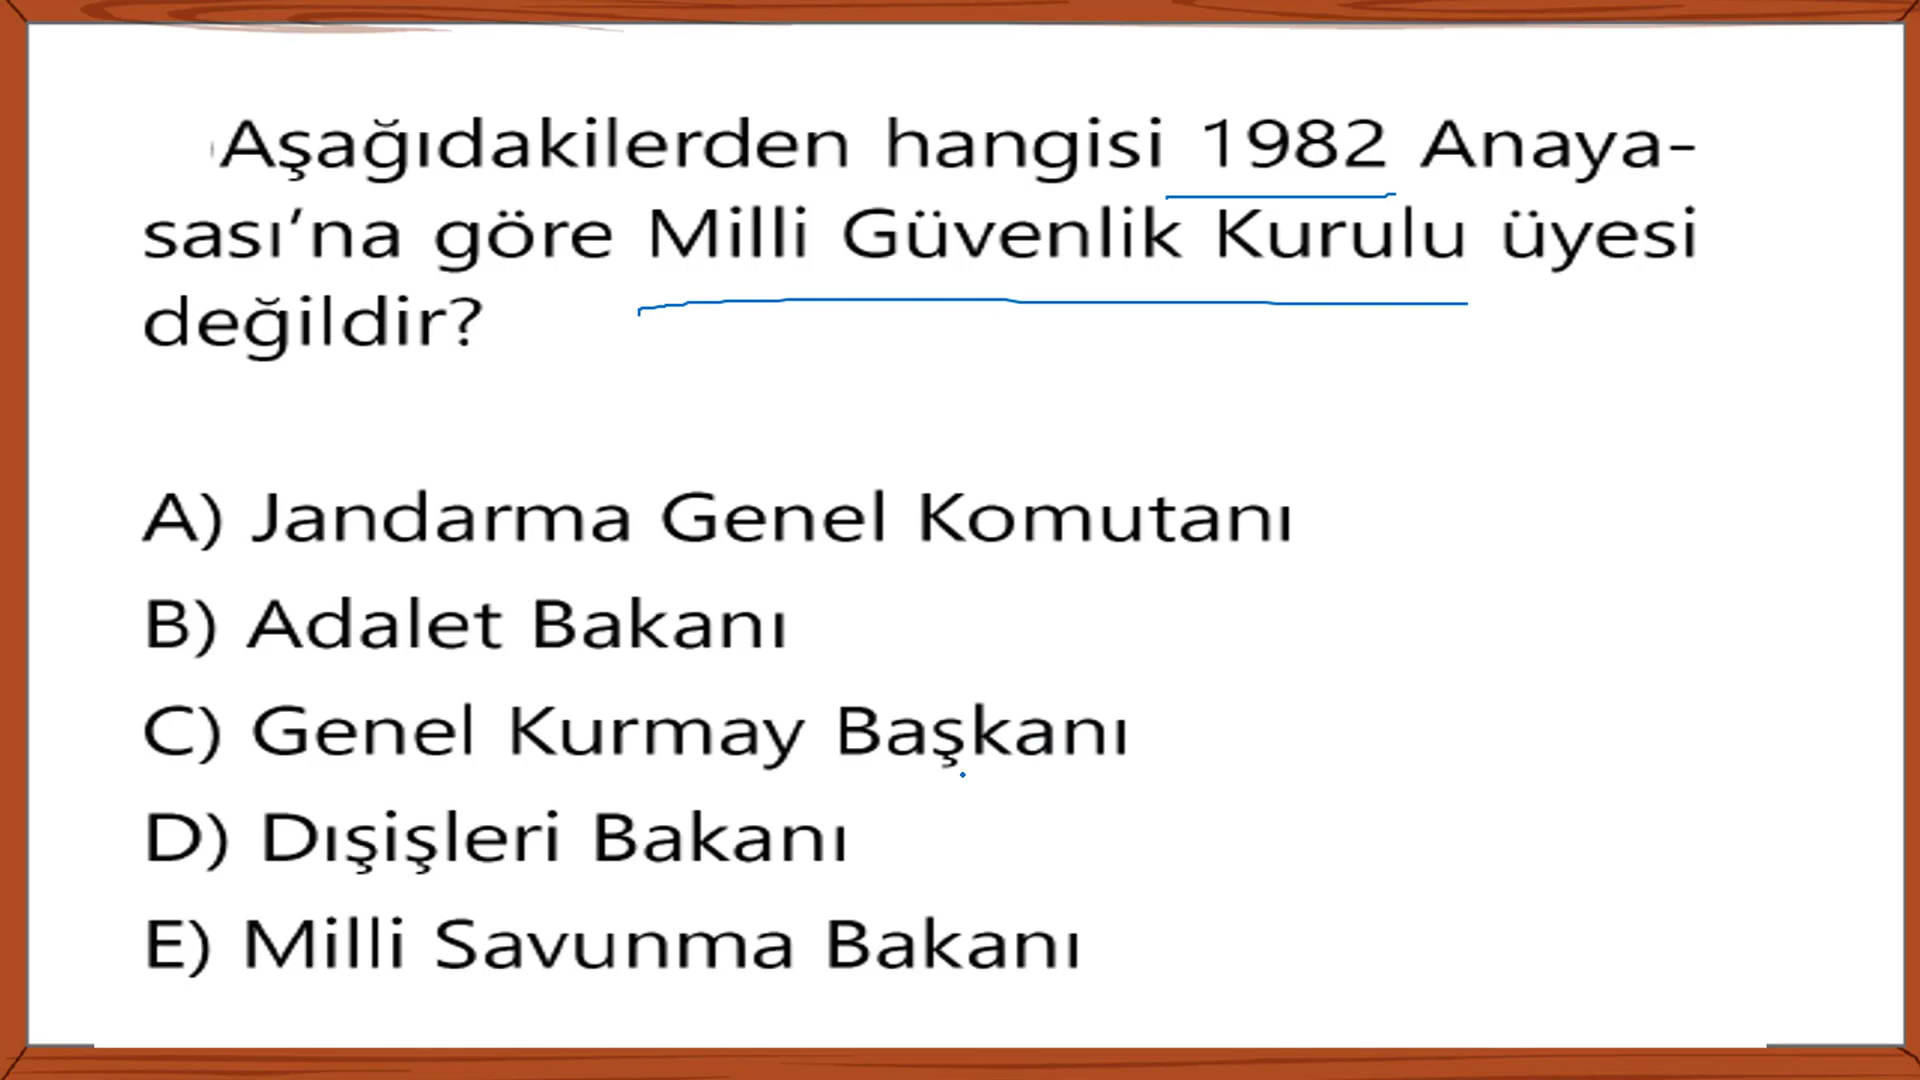 Aşağıdakilerden hangisi 1982 Anaya-
sası’na göre Milli Güvenlik Kurulu üyesi
değildir?
A) Jandarma Genel Komutanı
B) Adalet Bakanı
C) Genel Kurmay Başkanı
D) Dışişleri Bakanı
E) Milli Savunma Bakanı